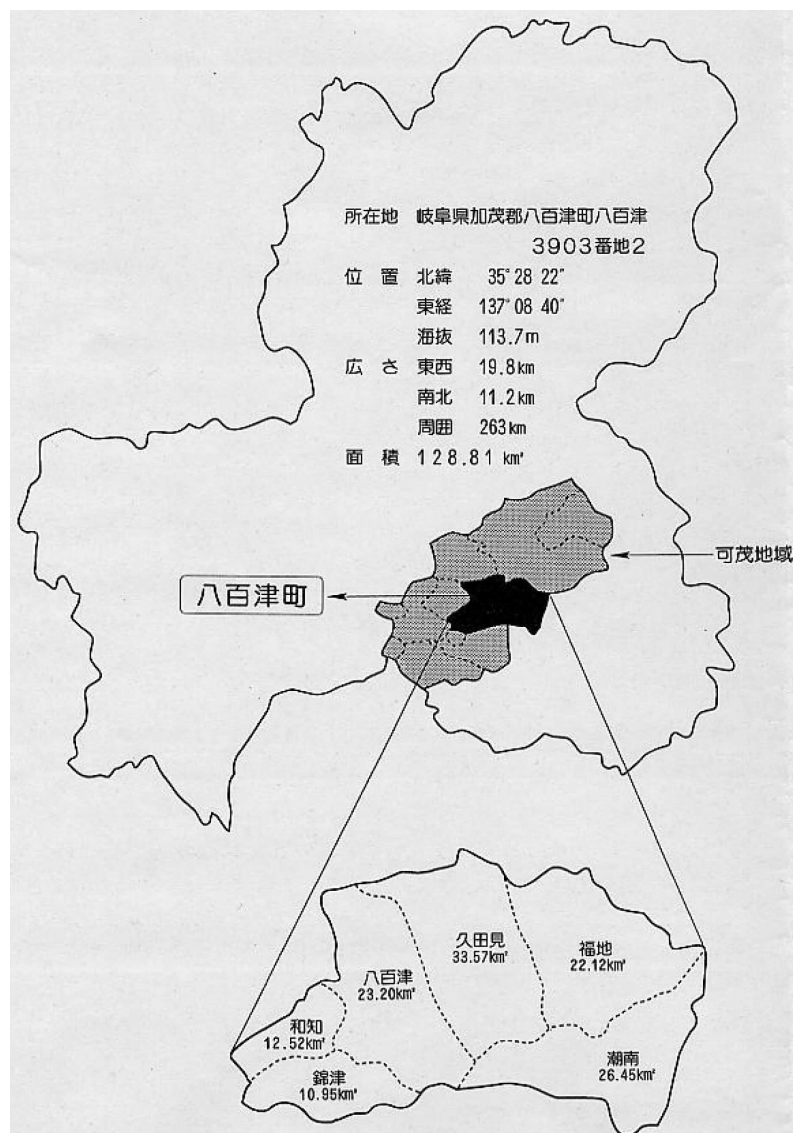 所在地 岐阜県加茂郡八百津町八百津
3903番地2
位 置 北緯 35°28 22″
東経 137°08 40″
海抜 113.7m
広 さ 東西 19.8km
南北 11.2km
周囲 263km
面 積 128.81km²
可茂地域
八百津町
久田見
33.57km²
福地
22.12km²
八百津
23.20km²
和知
12.52km²
潮南
26.45km²
錦津
10.95km²